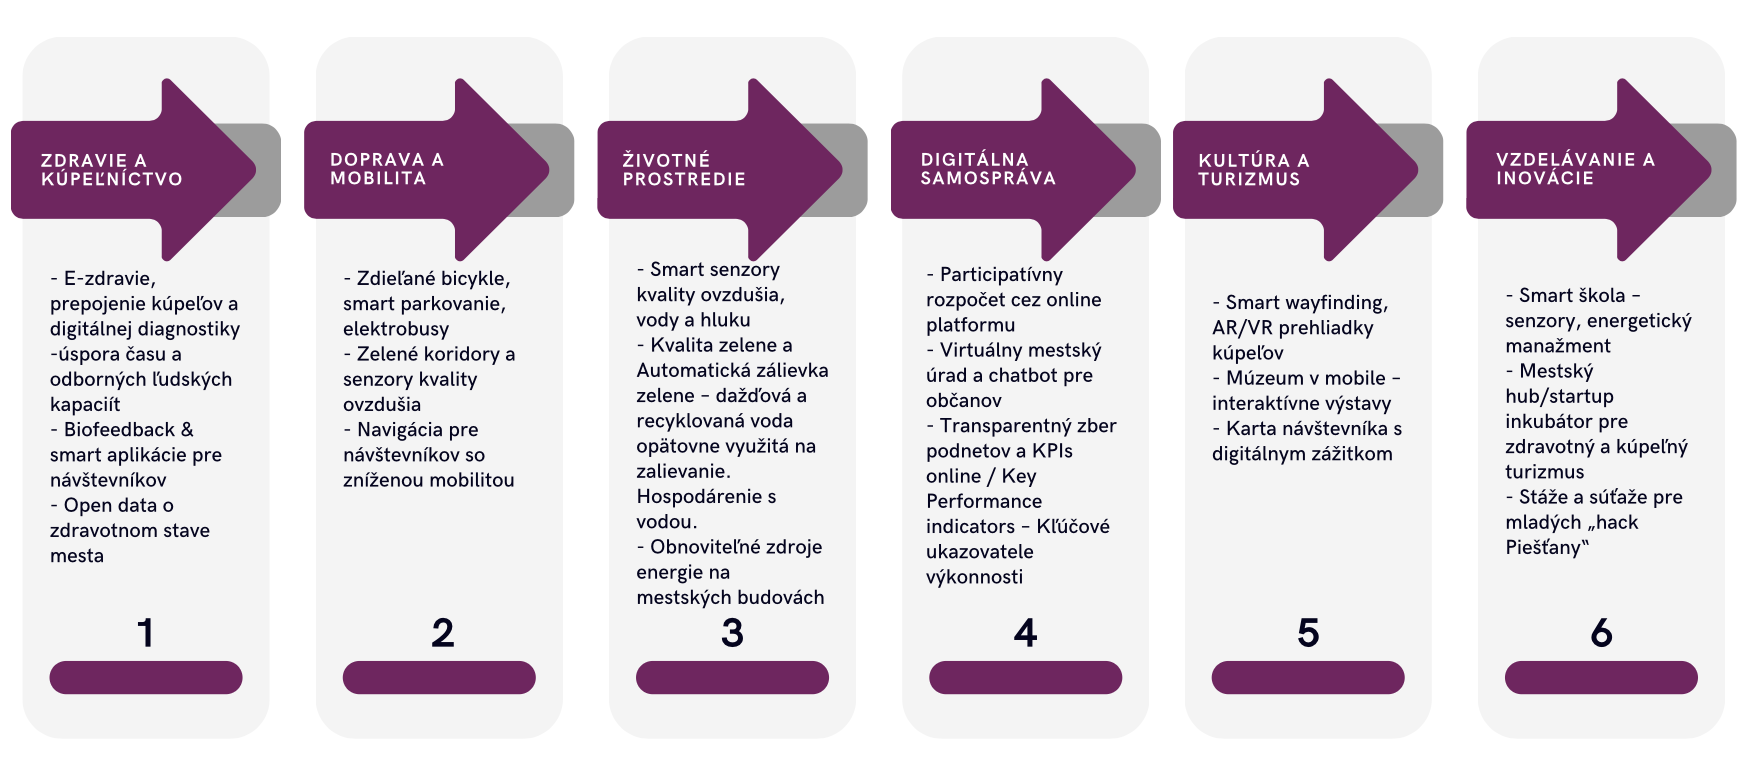 ZDRAVIE A
KÚPEĽNÍCTVO
- E-zdravie,
prepojenie kúpeľov a
digitálnej diagnostiky
-úspora času a
odborných ľudských
kapaciít
- Biofeedback &
smart aplikácie pre
návštevníkov
- Open data o
zdravotnom stave
mesta
1
DOPRAVA A
MOBILITA
- Zdieľané bicykle,
smart parkovanie,
elektrobusy
- Zelené koridory a
senzory kvality
ovzdušia
- Navigácia pre
návštevníkov so
zníženou mobilitou
2
ŽIVOTNÉ
PROSTREDIE
- Smart senzory
kvality ovzdušia,
vody a hluku
- Kvalita zelene a
Automatická zálievka
zelene – dažďová a
recyklovaná voda
opätovne využitá na
zalievanie.
Hospodárenie s
vodou.
- Obnoviteľné zdroje
energie na
mestských budovách
3
DIGITÁLNA
SAMOSPRÁVA
- Participatívny
rozpočet cez online
platformu
- Virtuálny mestský
úrad a chatbot pre
občanov
- Transparentný zber
podnetov a KPIs
online / Key
Performance
indicators – Kľúčové
ukazovatele
výkonnosti
4
KULTÚRA A
TURIZMUS
- Smart wayfinding,
AR/VR prehliadky
kúpeľov
- Múzeum v mobile –
interaktívne výstavy
- Karta návštevníka s
digitálnym zážitkom
5
VZDELÁVANIE A
INOVÁCIE
- Smart škola –
senzory, energetický
manažment
- Mestský
hub/startup
inkubátor pre
zdravotný a kúpeľný
turizmus
- Stáže a súťaže pre
mladých „hack
Piešťany“
6